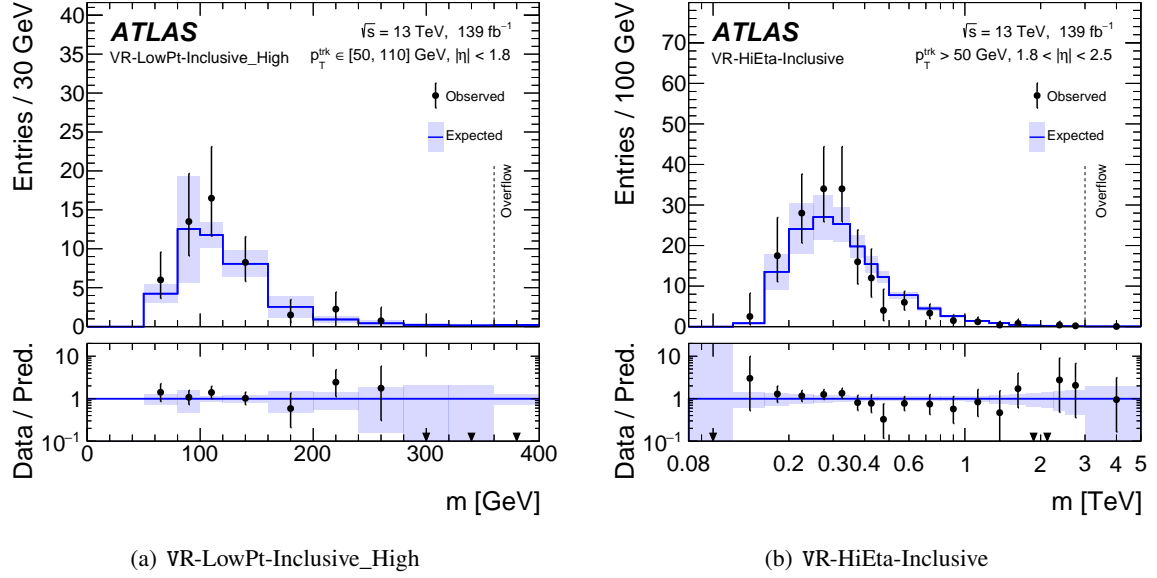 ATLAS
√s = 13 TeV, 139 fb⁻¹
VR-LowPt-Inclusive_High
p_T^trk ∈ [50, 110] GeV, |η| < 1.8
Observed
Expected
Overflow
Entries / 30 GeV
40
35
30
25
20
15
10
5
0
Data / Pred.
10
1
10⁻¹
0 100 200 300 400
m [GeV]
(a) VR-LowPt-Inclusive_High
ATLAS
√s = 13 TeV, 139 fb⁻¹
VR-HiEta-Inclusive
p_T^trk > 50 GeV, 1.8 < |η| < 2.5
Observed
Expected
Overflow
Entries / 100 GeV
70
60
50
40
30
20
10
0
Data / Pred.
10
1
10⁻¹
0.08 0.2 0.3 0.4 0.6 1 2 3 4 5
m [TeV]
(b) VR-HiEta-Inclusive